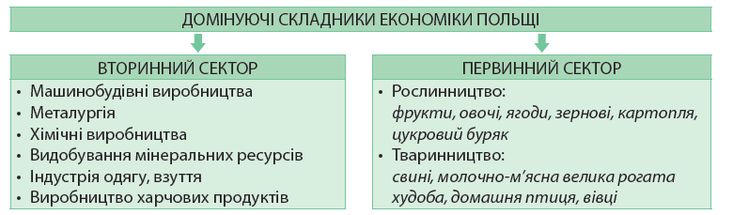 ДОМІНУЮЧІ СКЛАДНИКИ ЕКОНОМІКИ ПОЛЬЩІ
ВТОРИННИЙ СЕКТОР
• Машинобудівні виробництва
• Металургія
• Хімічні виробництва
• Видобування мінеральних ресурсів
• Індустрія одягу, взуття
• Виробництво харчових продуктів
ПЕРВИННИЙ СЕКТОР
• Рослинництво:
фрукти, овочі, ягоди, зернові, картопля,
цукровий буряк
• Тваринництво:
свині, молочно-м’ясна велика рогата
худоба, домашня птиця, вівці